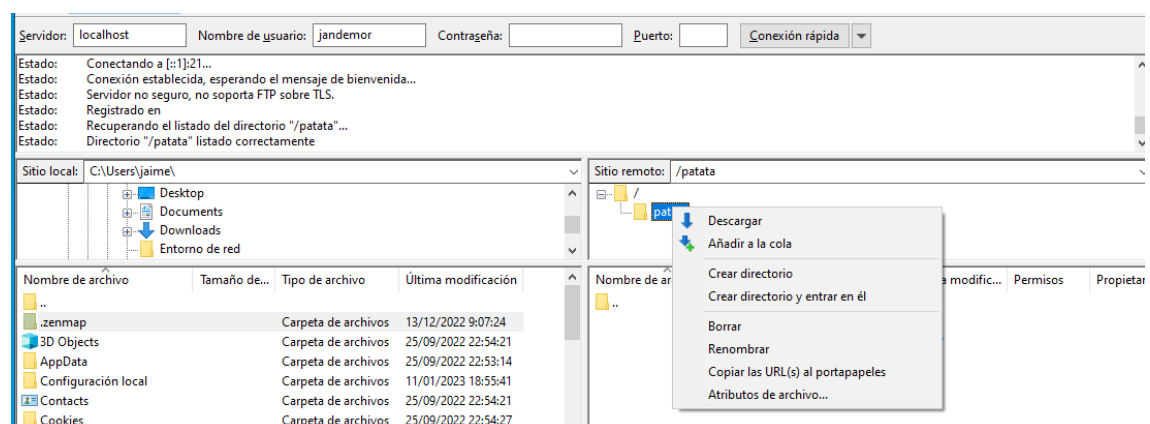 Servidor: localhost Nombre de usuario: jandemor Contraseña: Puerto: Conexión rápida
Estado: Conectando a [::1]:21...
Estado: Conexión establecida, esperando el mensaje de bienvenida...
Estado: Servidor no seguro, no soporta FTP sobre TLS.
Estado: Registrado en
Estado: Recuperando el listado del directorio "/patata"...
Estado: Directorio "/patata" listado correctamente
Sitio local: C:\Users\jaime\
Desktop
Documents
Downloads
Entorno de red
Nombre de archivo Tamaño de... Tipo de archivo Última modificación
..
.zenmap Carpeta de archivos 13/12/2022 9:07:24
3D Objects Carpeta de archivos 25/09/2022 22:54:21
AppData Carpeta de archivos 25/09/2022 22:53:14
Configuración local Carpeta de archivos 11/01/2023 18:55:41
Contacts Carpeta de archivos 25/09/2022 22:54:21
Cookies Carpeta de archivos 25/09/2022 22:54:27
Sitio remoto: /patata
/
pat
Nombre de ar modific... Permisos Propietar
..
Descargar
Añadir a la cola
Crear directorio
Crear directorio y entrar en él
Borrar
Renombrar
Copiar las URL(s) al portapapeles
Atributos de archivo...